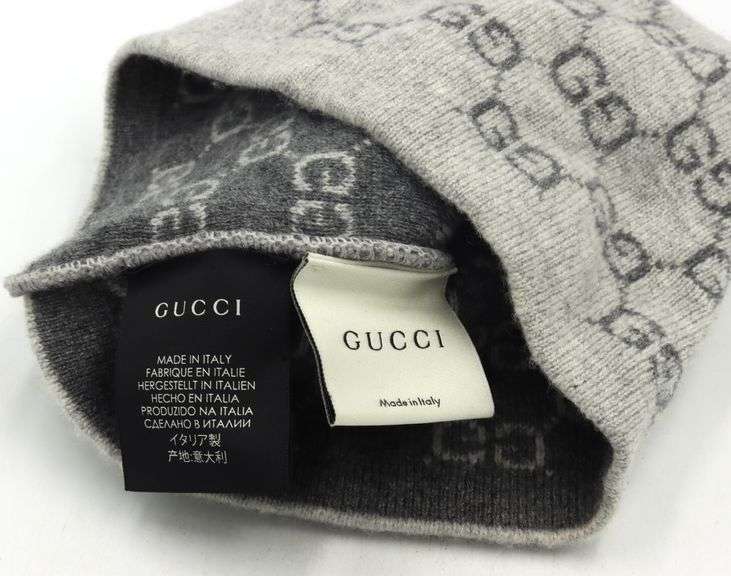 GUCCI
MADE IN ITALY
FABRIQUE EN ITALIE
HERGESTELLT IN ITALIEN
HECHO EN ITALIA
PRODUZIDO NA ITALIA
СДЕЛАНО В ИТАЛИИ
イタリア製
产地:意大利
GUCCI
Made in Italy